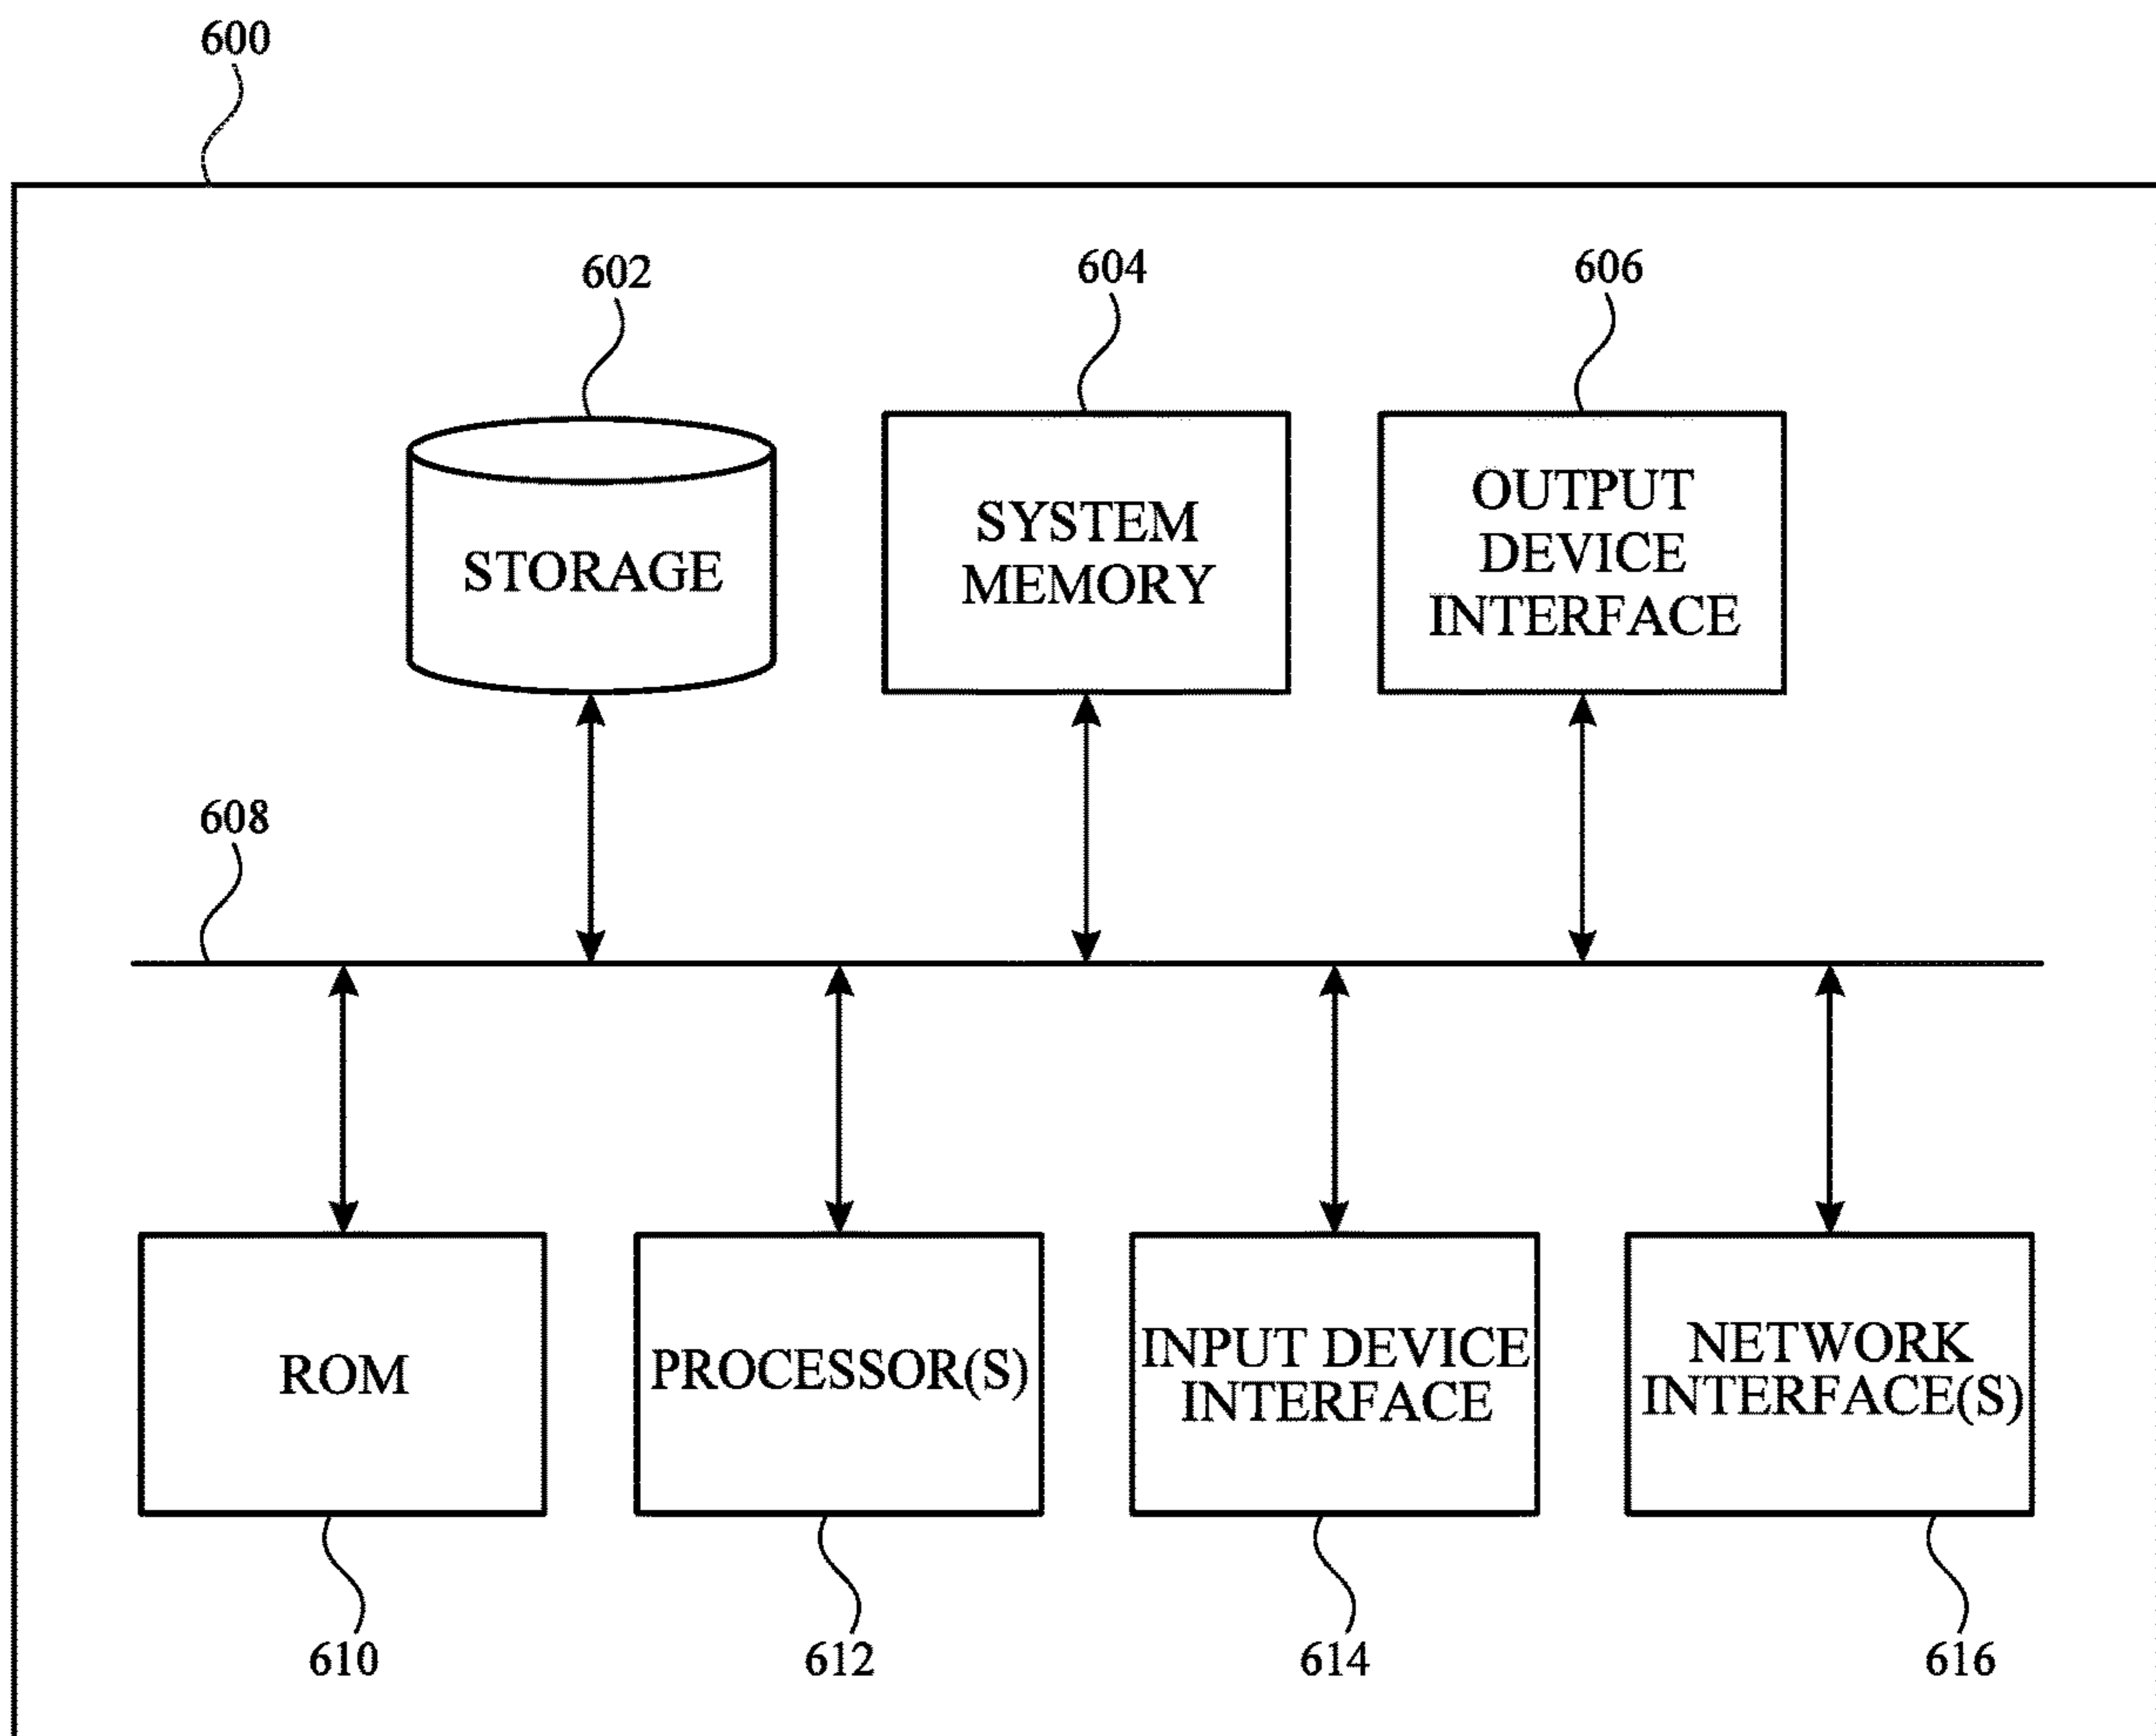 600
602
604
606
STORAGE
SYSTEM
MEMORY
OUTPUT
DEVICE
INTERFACE
608
ROM
PROCESSOR(S)
INPUT DEVICE
INTERFACE
NETWORK
INTERFACE(S)
610
612
614
616